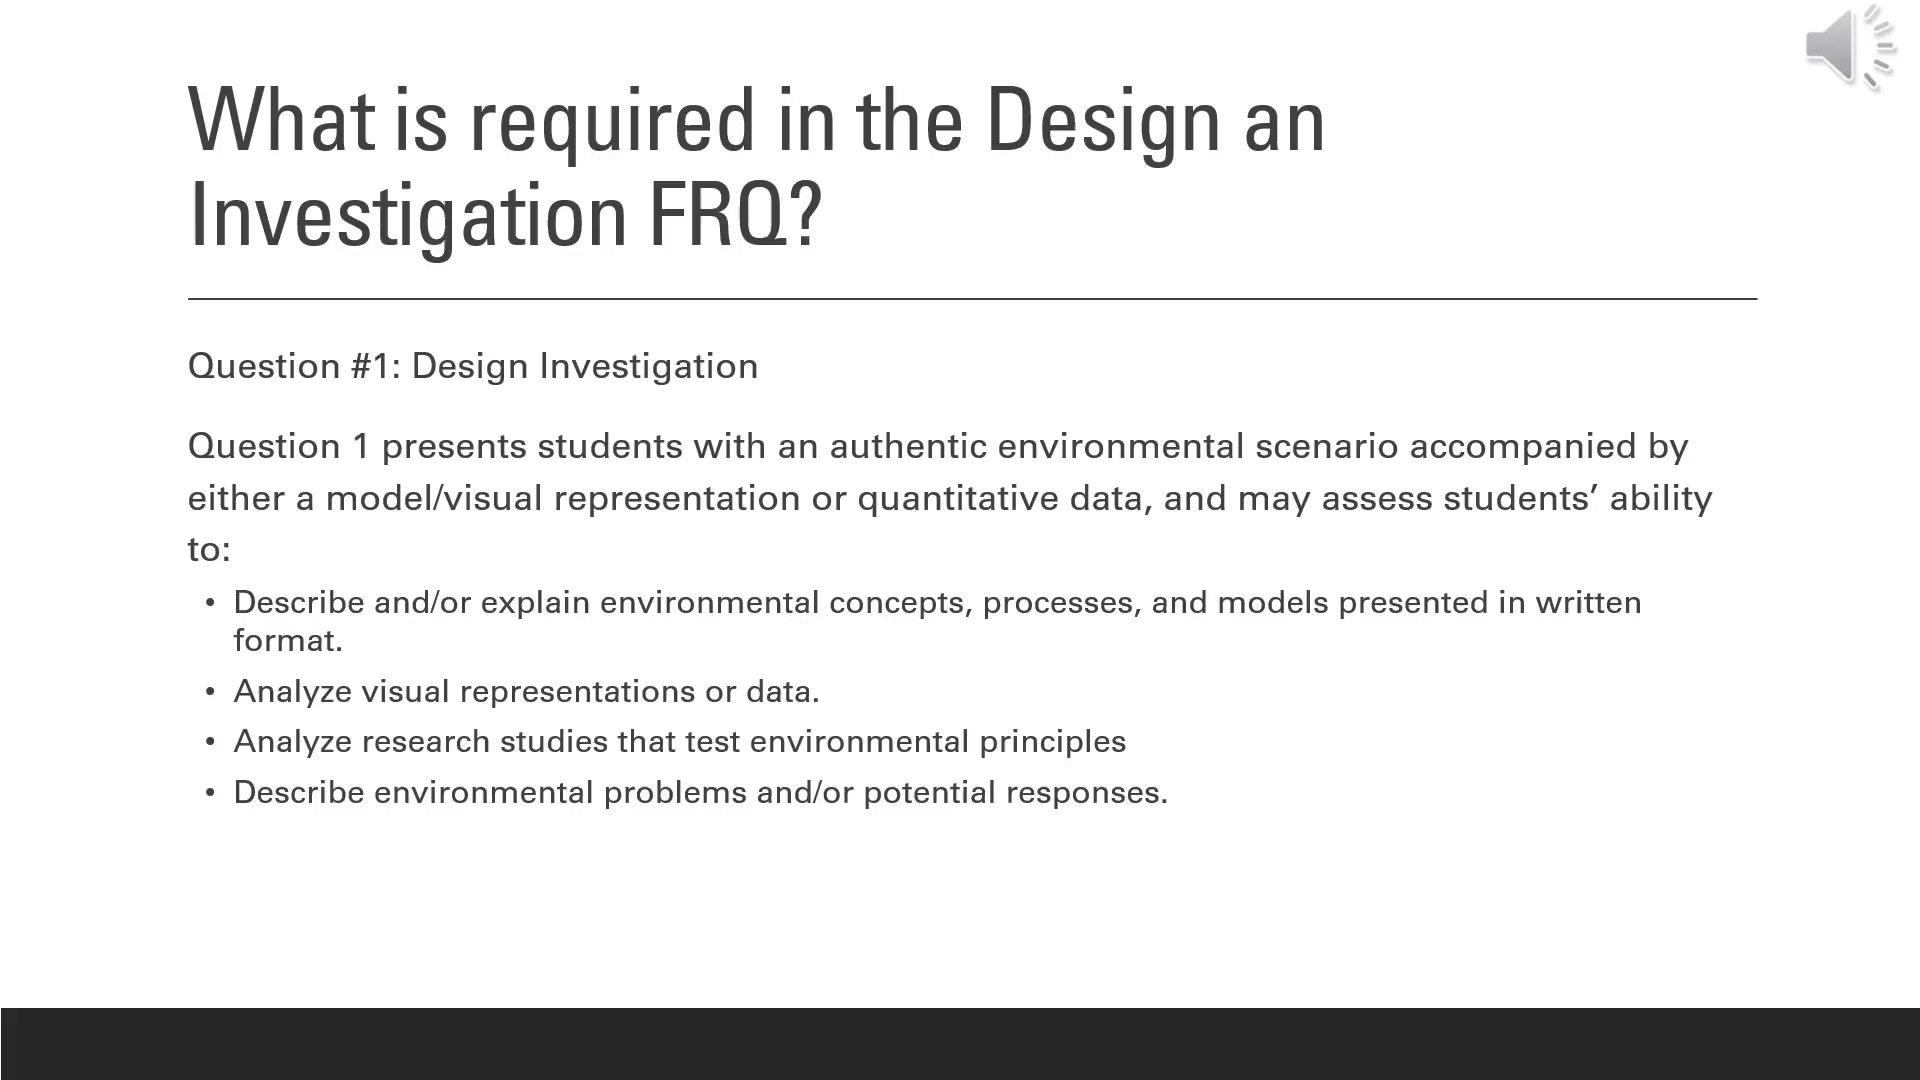 What is required in the Design an
Investigation FRQ?
Question #1: Design Investigation
Question 1 presents students with an authentic environmental scenario accompanied by
either a model/visual representation or quantitative data, and may assess students’ ability
to:
• Describe and/or explain environmental concepts, processes, and models presented in written
format.
• Analyze visual representations or data.
• Analyze research studies that test environmental principles
• Describe environmental problems and/or potential responses.